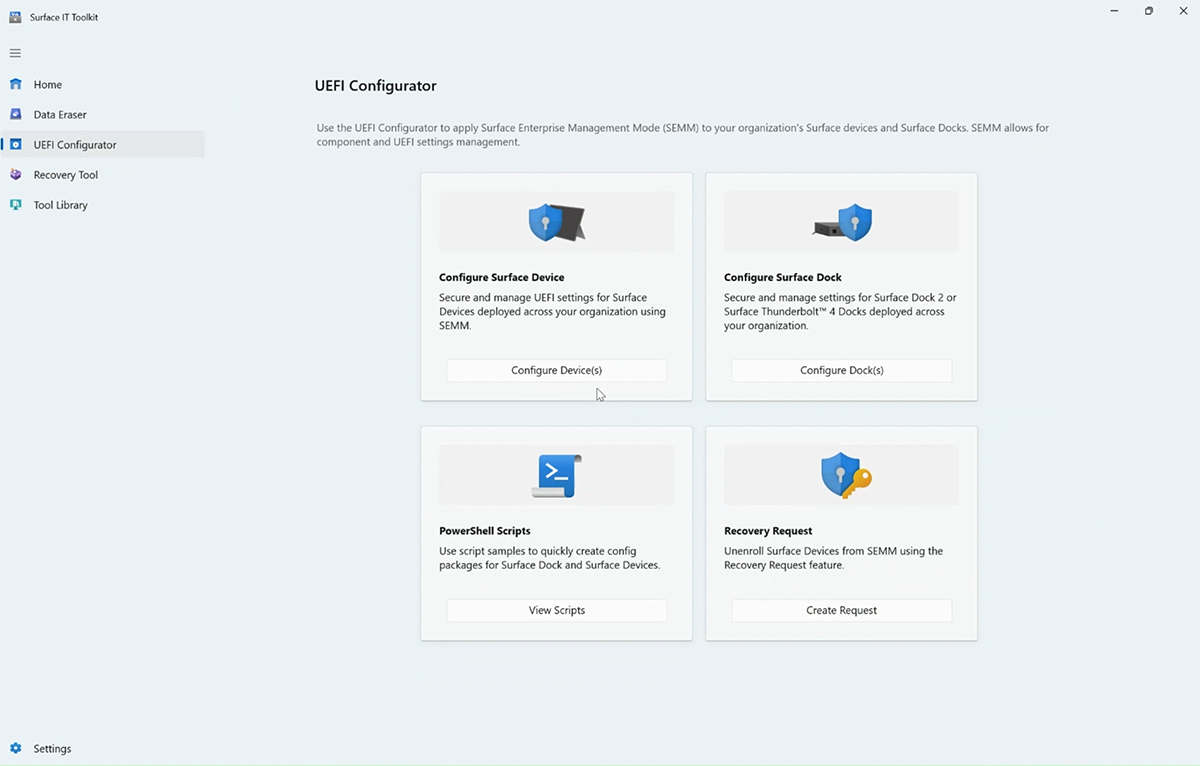 Surface IT Toolkit
Home
Data Eraser
UEFI Configurator
Recovery Tool
Tool Library
Settings
UEFI Configurator
Use the UEFI Configurator to apply Surface Enterprise Management Mode (SEMM) to your organization's Surface devices and Surface Docks. SEMM allows for
component and UEFI settings management.
Configure Surface Device
Secure and manage UEFI settings for Surface
Devices deployed across your organization using
SEMM.
Configure Device(s)
Configure Surface Dock
Secure and manage settings for Surface Dock 2 or
Surface Thunderbolt™ 4 Docks deployed across
your organization.
Configure Dock(s)
PowerShell Scripts
Use script samples to quickly create config
packages for Surface Dock and Surface Devices.
View Scripts
Recovery Request
Unenroll Surface Devices from SEMM using the
Recovery Request feature.
Create Request